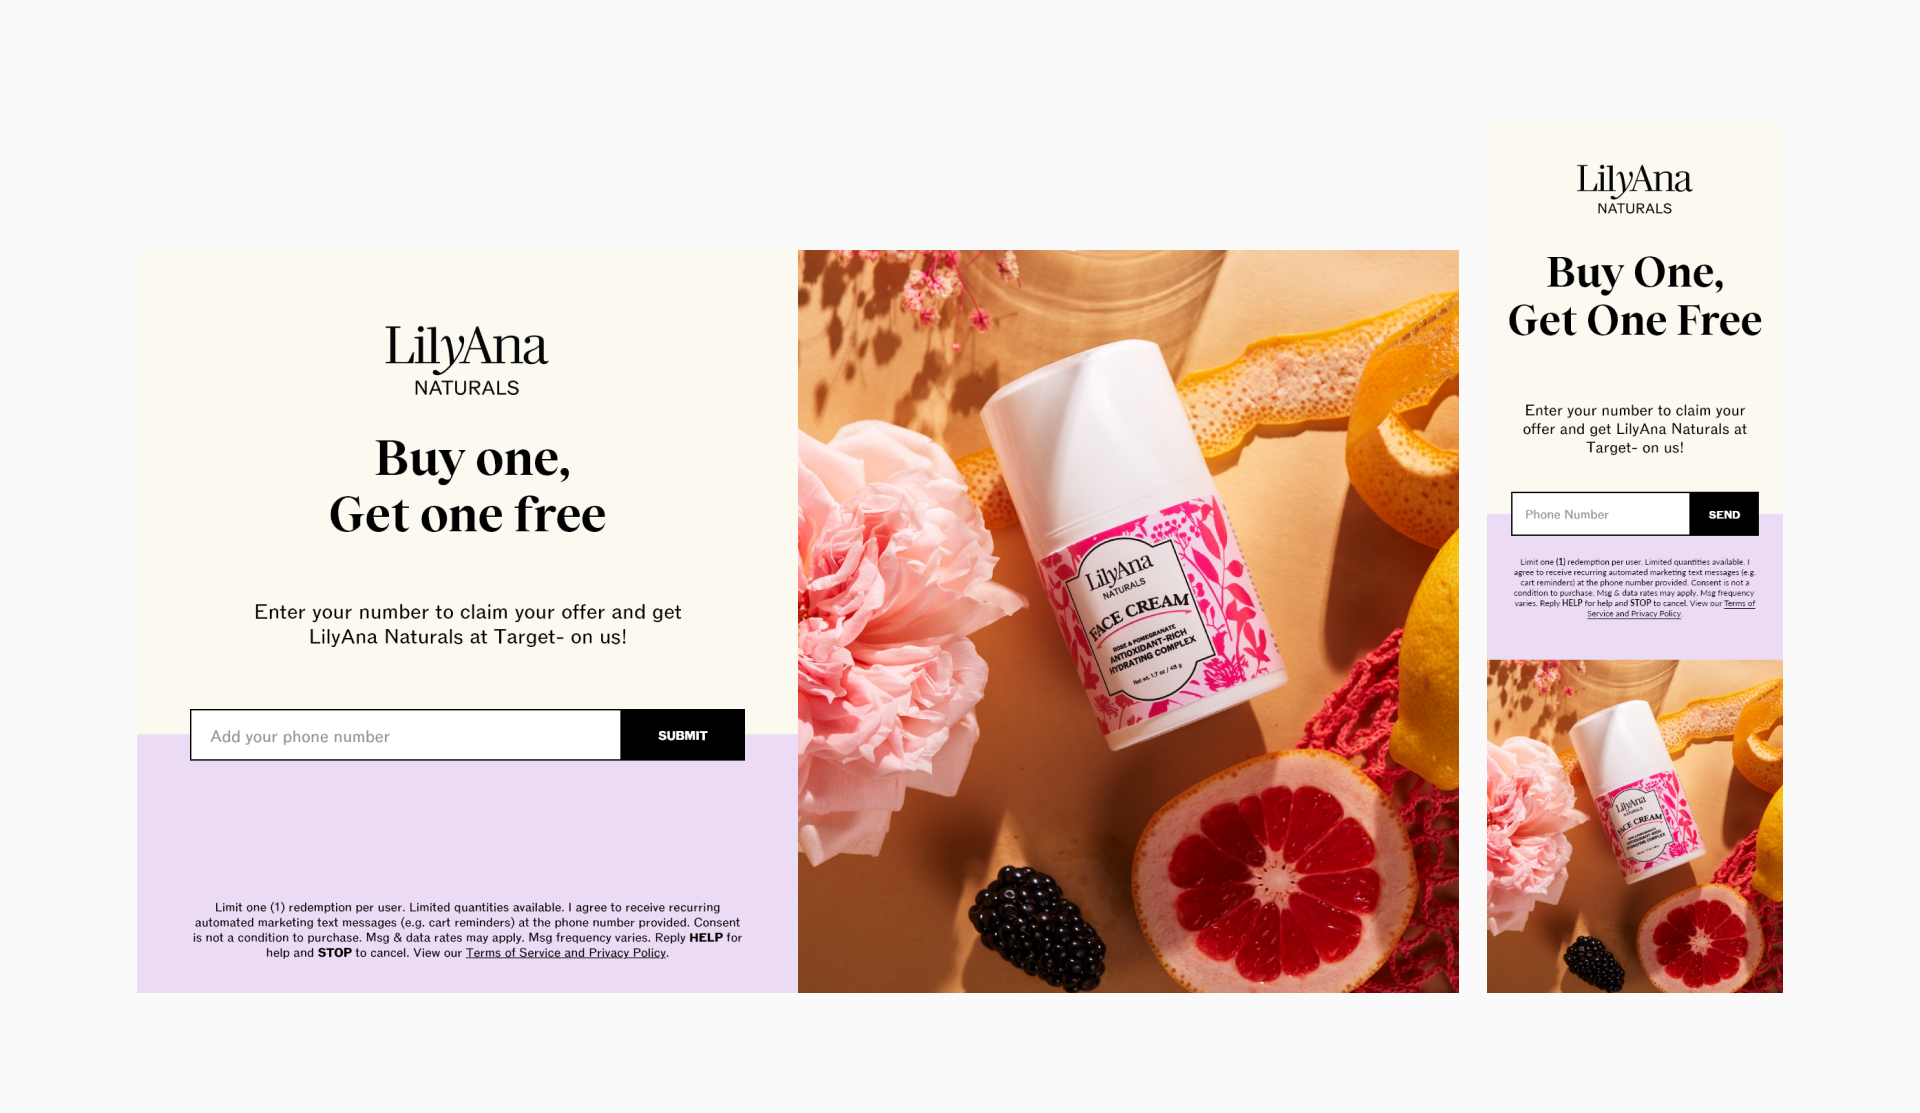 LilyAna
NATURALS
Buy one,
Get one free
Enter your number to claim your offer and get
LilyAna Naturals at Target- on us!
Add your phone number
SUBMIT
Limit one (1) redemption per user. Limited quantities available. I agree to receive recurring
automated marketing text messages (e.g. cart reminders) at the phone number provided. Consent
is not a condition to purchase. Msg & data rates may apply. Msg frequency varies. Reply HELP for
help and STOP to cancel. View our Terms of Service and Privacy Policy.
LilyAna
NATURALS
FACE CREAM
ROSE & POMEGRANATE
ANTIOXIDANT-RICH
HYDRATING COMPLEX
Net wt. 1.7 oz / 48 g
LilyAna
NATURALS
Buy One,
Get One Free
Enter your number to claim your
offer and get LilyAna Naturals at
Target- on us!
Phone Number
SEND
Limit one (1) redemption per user. Limited quantities available. I
agree to receive recurring automated marketing text messages (e.g.
cart reminders) at the phone number provided. Consent is not a
condition to purchase. Msg & data rates may apply. Msg frequency
varies. Reply HELP for help and STOP to cancel. View our Terms of
Service and Privacy Policy.
LilyAna
NATURALS
FACE CREAM
ROSE & POMEGRANATE
ANTIOXIDANT-RICH
HYDRATING COMPLEX